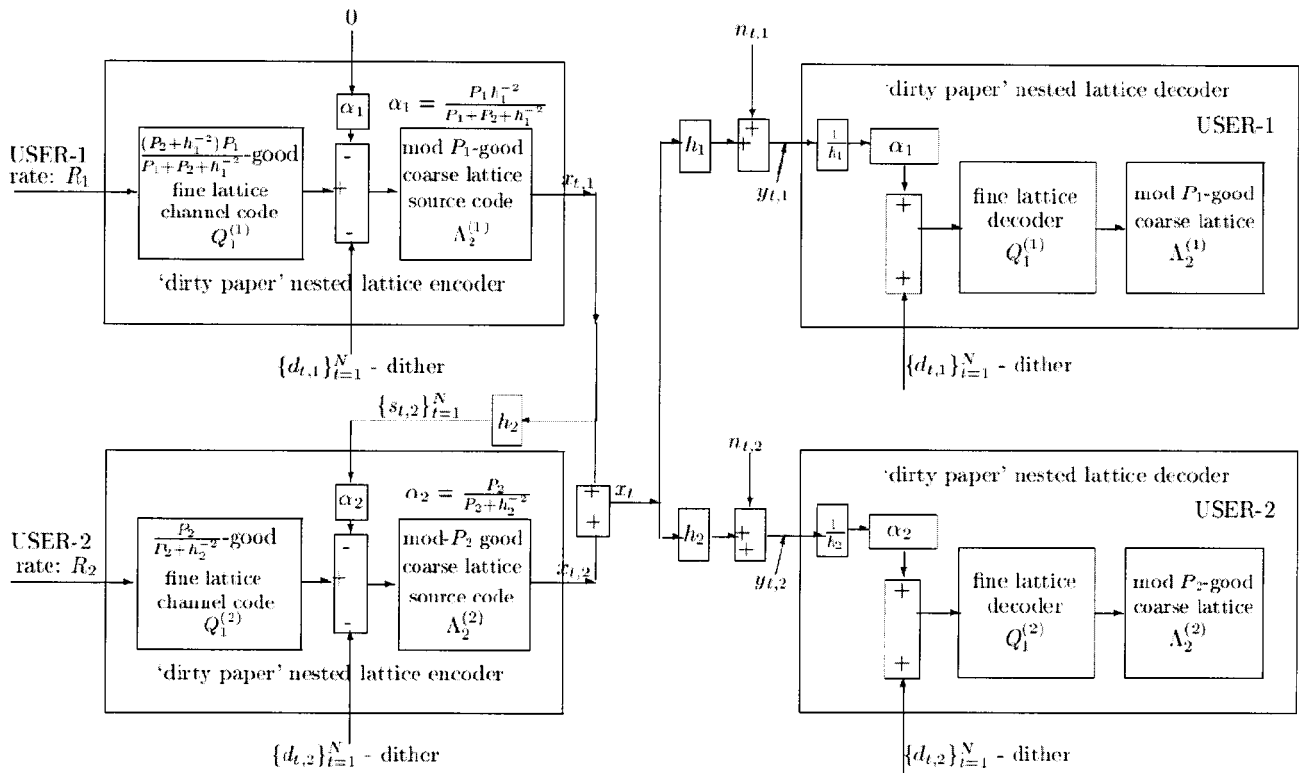 0
n_{t,1}
'dirty paper' nested lattice decoder
USER-1
α_1
α_1 = \frac{P_1 h_1^{-2}}{P_1+P_2+h_1^{-2}}
USER-1
rate: R_1
\frac{(P_2+h_1^{-2})P_1}{P_1+P_2+h_1^{-2}}-good
fine lattice
channel code
Q_1^{(1)}
-
+
-
mod P_1-good
coarse lattice
source code
Λ_2^{(1)}
x_{t,1}
'dirty paper' nested lattice encoder
{d_{t,1}}_{t=1}^{N} - dither
h_1
+
+
y_{t,1}
\frac{1}{h_1}
α_1
+
+
fine lattice
decoder
Q_1^{(1)}
mod P_1-good
coarse lattice
Λ_2^{(1)}
{d_{t,1}}_{t=1}^{N} - dither
{s_{t,2}}_{t=1}^{N}
h_2
n_{t,2}
'dirty paper' nested lattice decoder
USER-2
α_2
α_2 = \frac{P_2}{P_2+h_2^{-2}}
USER-2
rate: R_2
\frac{P_2}{P_2+h_2^{-2}}-good
fine lattice
channel code
Q_1^{(2)}
-
+
-
mod-P_2 good
coarse lattice
source code
Λ_2^{(2)}
x_{t,2}
'dirty paper' nested lattice encoder
{d_{t,2}}_{t=1}^{N} - dither
+
+
x_t
h_2
+
+
y_{t,2}
\frac{1}{h_2}
α_2
+
+
fine lattice
decoder
Q_1^{(2)}
mod P_2-good
coarse lattice
Λ_2^{(2)}
{d_{t,2}}_{t=1}^{N} - dither